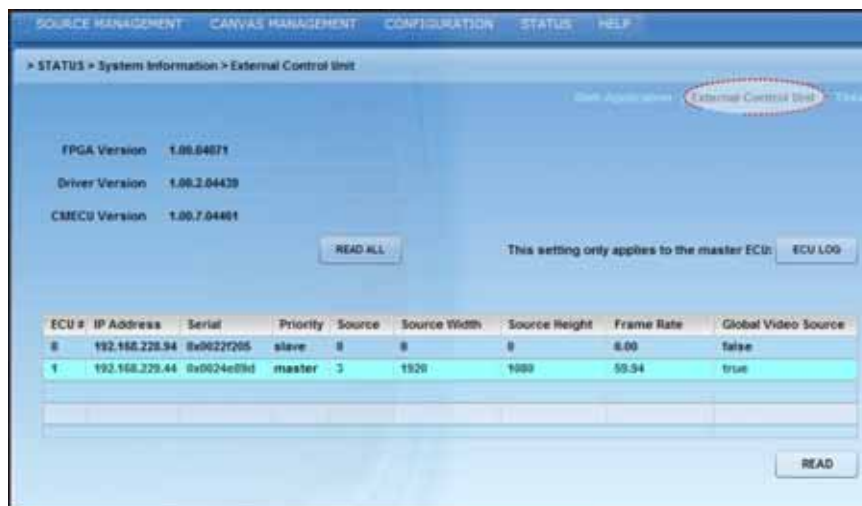 SOURCE MANAGEMENT CANVAS MANAGEMENT CONFIGURATION STATUS HELP
> STATUS > System Information > External Control Unit
Web Application External Control Unit
FPGA Version 1.00.04071
Driver Version 1.00.2.04439
CMECU Version 1.00.7.04461
READ ALL This setting only applies to the master ECU: ECU LOG
ECU # IP Address Serial Priority Source Source Width Source Height Frame Rate Global Video Source
0 192.168.228.94 0x0022f205 slave 0 0 0 0.00 false
1 192.168.229.44 0x0024e89d master 3 1920 1080 59.94 true
READ